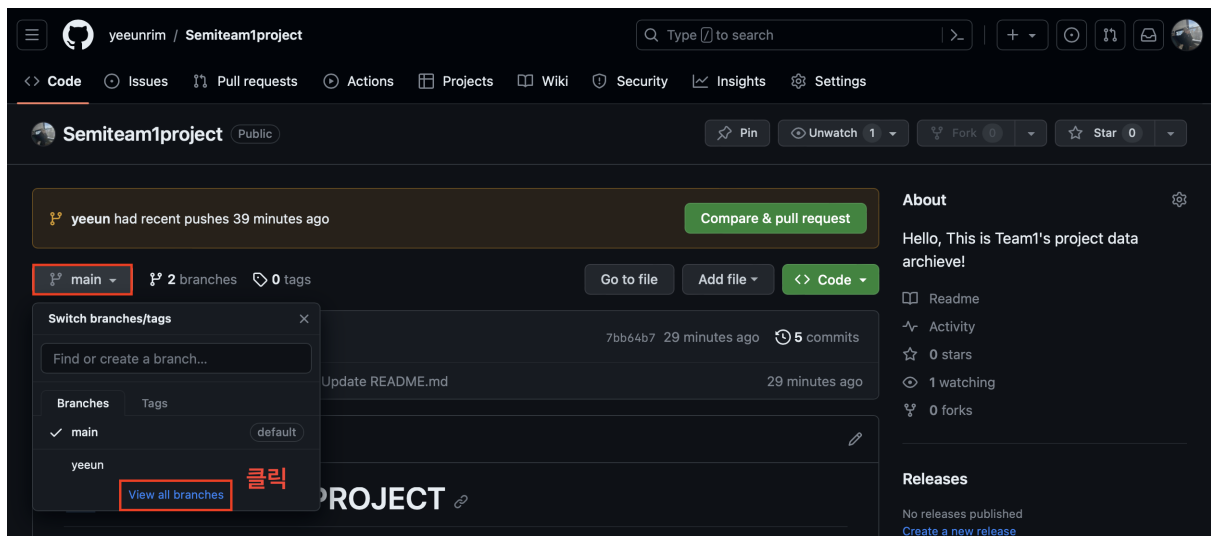 yeeunrim / Semiteam1project
Type / to search
Code Issues Pull requests Actions Projects Wiki Security Insights Settings
Semiteam1project Public
Pin Unwatch 1 Fork 0 Star 0
yeeun had recent pushes 39 minutes ago
Compare & pull request
main 2 branches 0 tags
Go to file Add file <> Code
Switch branches/tags
Find or create a branch...
Branches Tags
main default
yeeun
View all branches
클릭
7bb64b7 29 minutes ago 5 commits
Update README.md 29 minutes ago
PROJECT
About
Hello, This is Team1's project data
archieve!
Readme
Activity
0 stars
1 watching
0 forks
Releases
No releases published
Create a new release